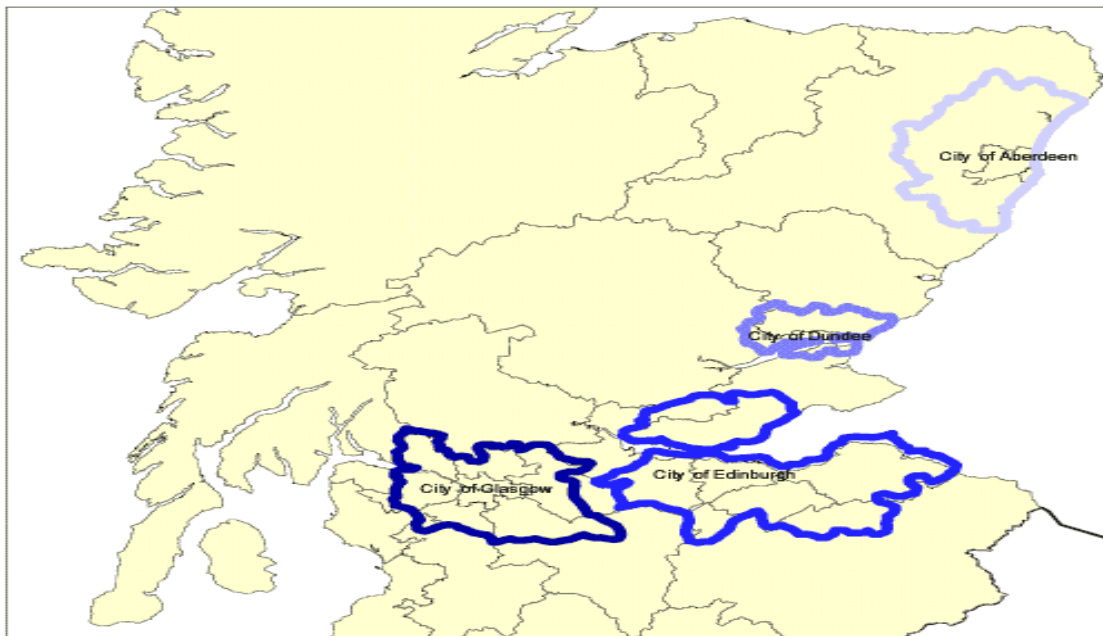 City of Aberdeen
City of Dundee
City of Edinburgh
City of Glasgow